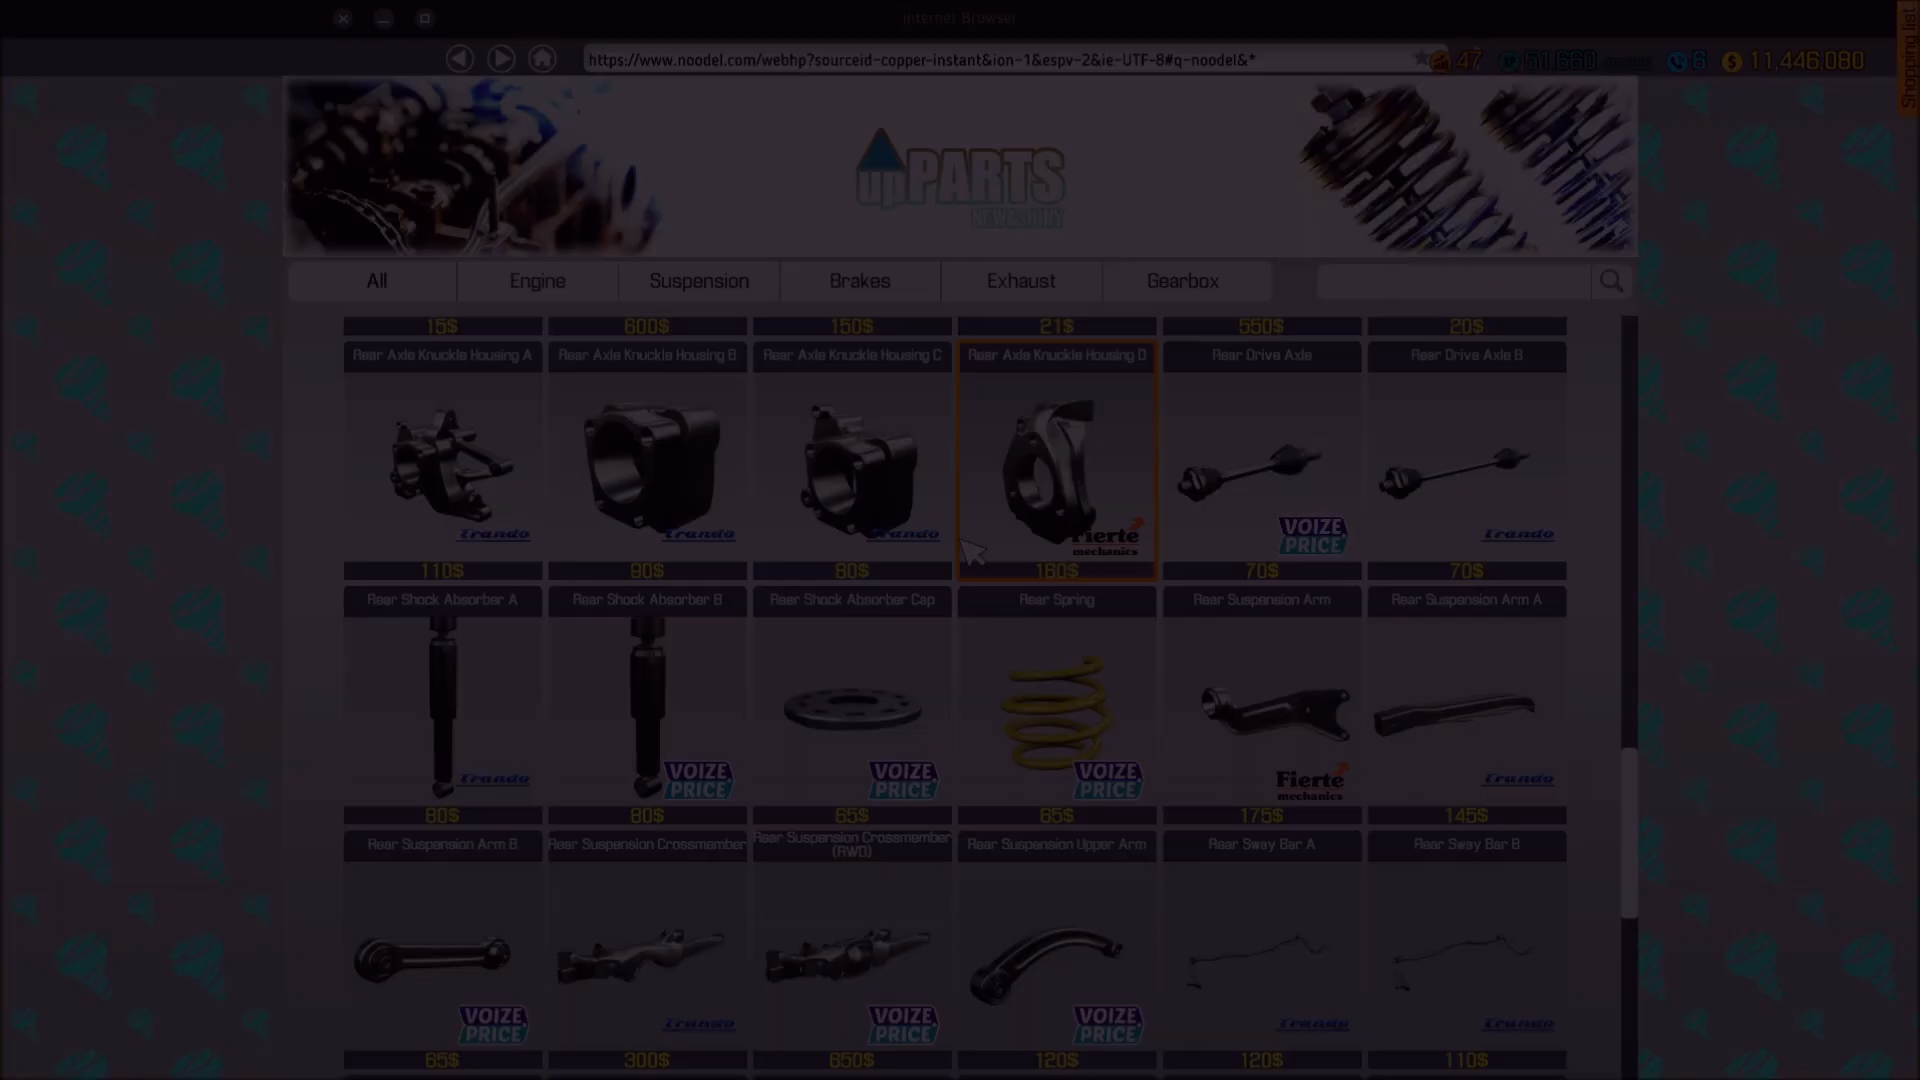 Internet Browser
Shopping list
https://www.noodel.com/webhp?sourceid-copper-instant&ion-1&espv-2&ie-UTF-8#q-noodel&*
47
51,660
6
11,446,080
upPARTS
All
Engine
Suspension
Brakes
Exhaust
Gearbox
15$
600$
150$
21$
550$
20$
Rear Axle Knuckle Housing A
Rear Axle Knuckle Housing B
Rear Axle Knuckle Housing C
Rear Axle Knuckle Housing D
Rear Drive Axle
Rear Drive Axle B
Trando
Trando
Trando
Fierte
mechanics
VOIZE
PRICE
Trando
110$
90$
80$
160$
70$
70$
Rear Shock Absorber A
Rear Shock Absorber B
Rear Shock Absorber Cap
Rear Spring
Rear Suspension Arm
Rear Suspension Arm A
Trando
VOIZE
PRICE
VOIZE
PRICE
VOIZE
PRICE
Fierte
mechanics
Trando
80$
80$
65$
65$
175$
145$
Rear Suspension Arm B
Rear Suspension Crossmember
Rear Suspension Crossmember
(RWD)
Rear Suspension Upper Arm
Rear Sway Bar A
Rear Sway Bar B
VOIZE
PRICE
Trando
VOIZE
PRICE
VOIZE
PRICE
Trando
Trando
65$
300$
650$
120$
120$
110$